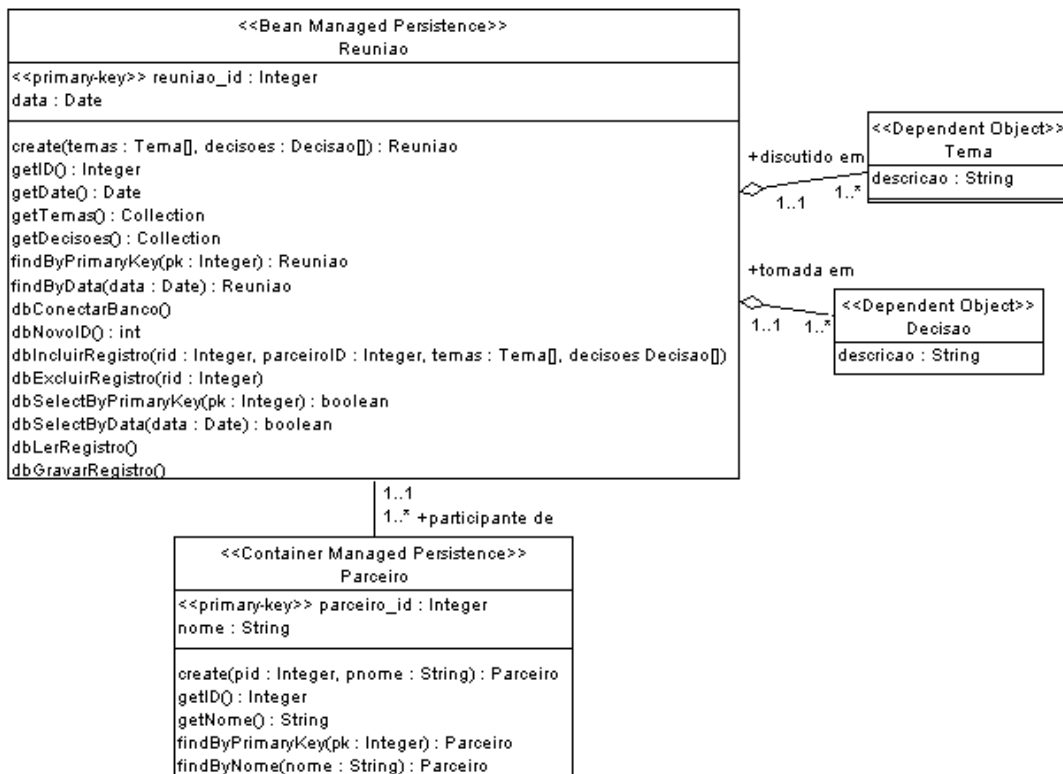 <<Bean Managed Persistence>>
Reuniao
<<primary-key>> reuniao_id : Integer
data : Date
create(temas : Tema[], decisoes : Decisao[]) : Reuniao
getID() : Integer
getDate() : Date
getTemas() : Collection
getDecisoes() : Collection
findByPrimaryKey(pk : Integer) : Reuniao
findByData(data : Date) : Reuniao
dbConectarBanco()
dbNovoID() : int
dbIncluirRegistro(rid : Integer, parceiroID : Integer, temas : Tema[], decisoes Decisao[])
dbExcluirRegistro(rid : Integer)
dbSelectByPrimaryKey(pk : Integer) : boolean
dbSelectByData(data : Date) : boolean
dbLerRegistro()
dbGravarRegistro()
+discutido em
1..1 1..*
<<Dependent Object>>
Tema
descricao : String
+tomada em
1..1 1..*
<<Dependent Object>>
Decisao
descricao : String
1..1
1..* +participante de
<<Container Managed Persistence>>
Parceiro
<<primary-key>> parceiro_id : Integer
nome : String
create(pid : Integer, pnome : String) : Parceiro
getID() : Integer
getNome() : String
findByPrimaryKey(pk : Integer) : Parceiro
findByNome(nome : String) : Parceiro